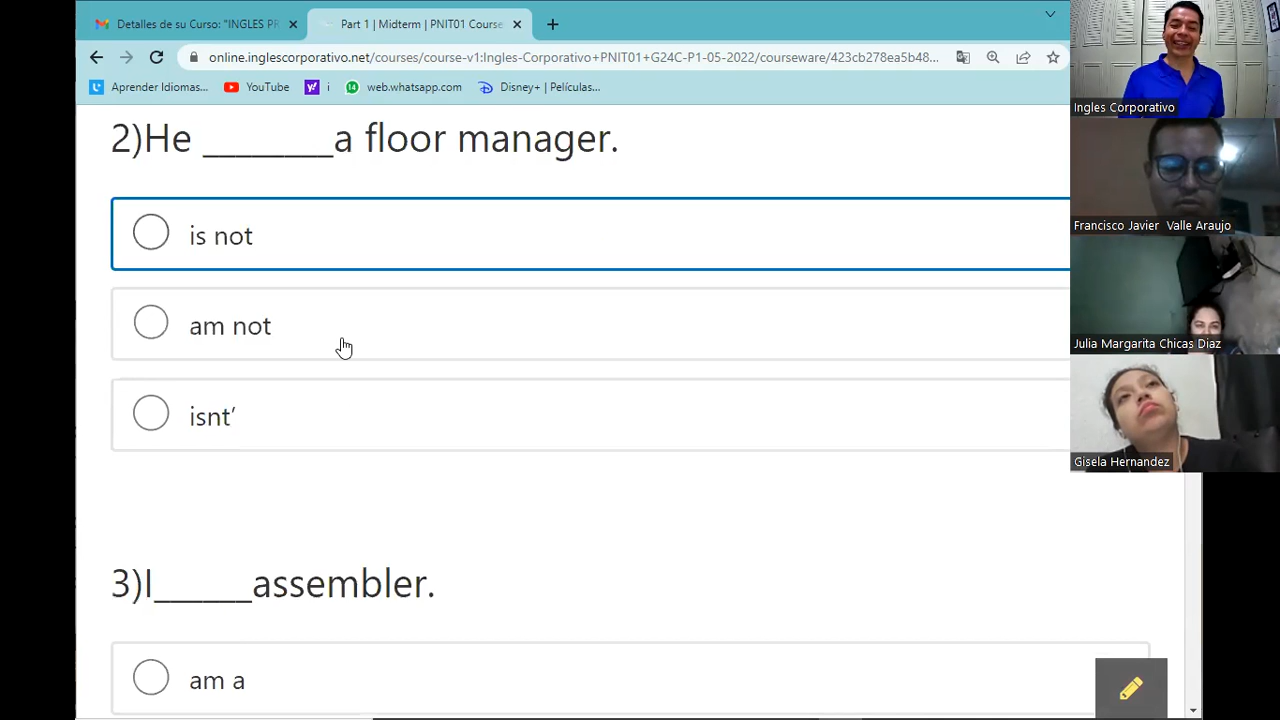 Detalles de su Curso: "INGLES PR
Part 1 | Midterm | PNIT01 Course
online.inglescorporativo.net/courses/course-v1:Ingles-Corporativo+PNIT01+G24C-P1-05-2022/courseware/423cb278ea5b48...
Aprender Idiomas...
YouTube
i
14
web.whatsapp.com
Disney+ | Películas...
2)He ________a floor manager.
is not
am not
isnt’
3)I______assembler.
am a
Ingles Corporativo
Francisco Javier Valle Araujo
Julia Margarita Chicas Diaz
Gisela Hernandez